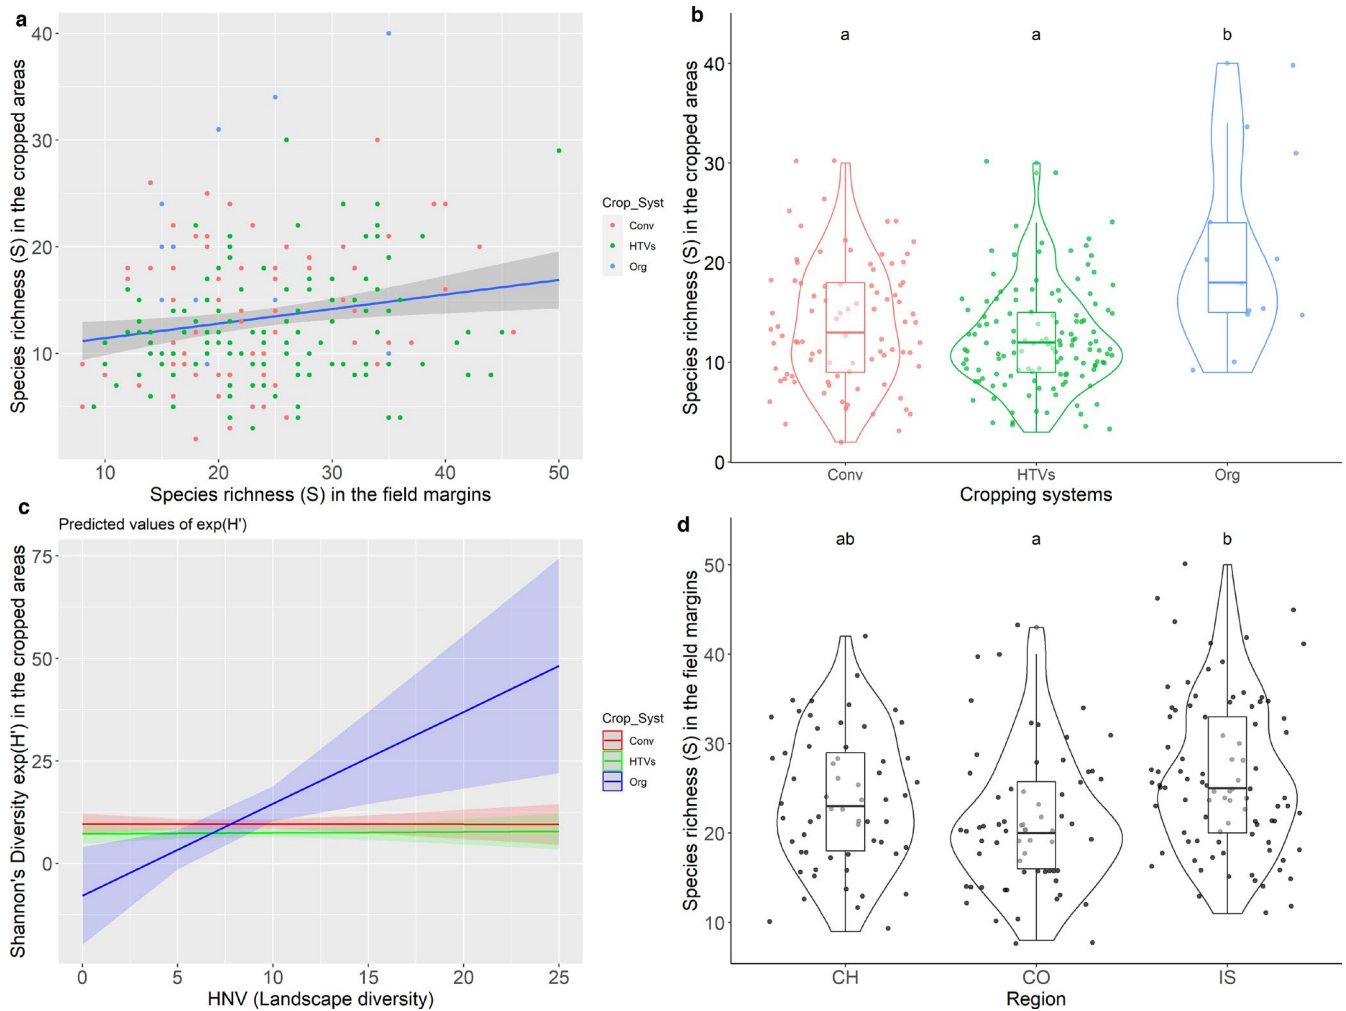 a
Species richness (S) in the cropped areas
40
30
20
10
10 20 30 40 50
Species richness (S) in the field margins
Crop_Syst
Conv
HTVs
Org
b
Species richness (S) in the cropped areas
a a b
40
30
20
10
0
Conv HTVs Org
Cropping systems
c
Predicted values of exp(H')
Shannon's Diversity exp(H') in the cropped areas
75
50
25
0
0 5 10 15 20 25
HNV (Landscape diversity)
Crop_Syst
Conv
HTVs
Org
d
Species richness (S) in the field margins
ab a b
50
40
30
20
10
CH CO IS
Region